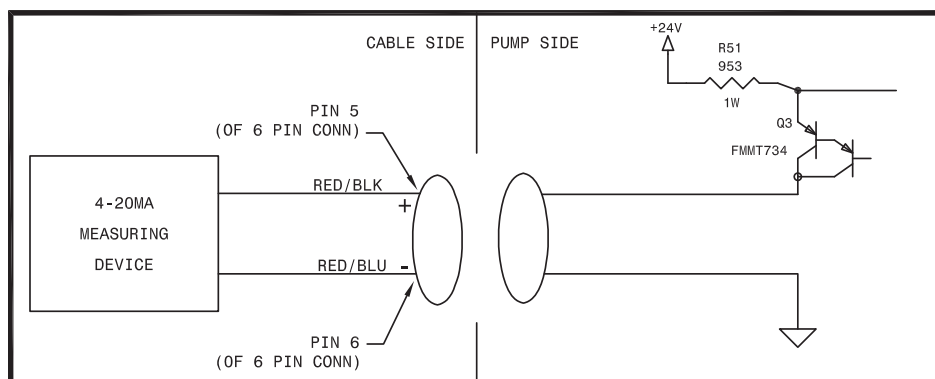 CABLE SIDE
PUMP SIDE
+24V
R51
953
1W
Q3
FMMT734
PIN 5
(OF 6 PIN CONN)
4-20MA
MEASURING
DEVICE
RED/BLK
+
RED/BLU
-
PIN 6
(OF 6 PIN CONN)